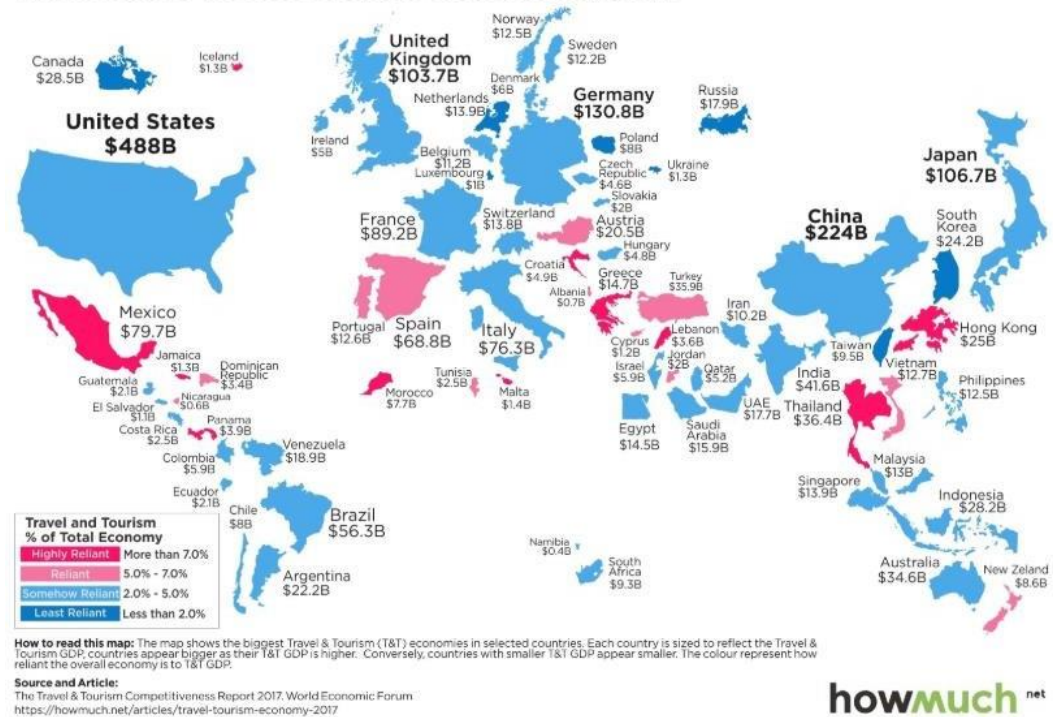 Canada
$28.5B
Iceland
$1.3B
United States
$488B
Mexico
$79.7B
Jamaica
$1.3B
Dominican
Republic
$3.4B
Guatemala
$2.1B
Nicaragua
$0.6B
El Salvador
$1.1B
Costa Rica
$2.5B
Panama
$3.9B
Colombia
$5.9B
Venezuela
$18.9B
Ecuador
$2.1B
Chile
$8B
Brazil
$56.3B
Argentina
$22.2B
United
Kingdom
$103.7B
Ireland
$5B
Norway
$12.5B
Sweden
$12.2B
Denmark
$6B
Netherlands
$13.9B
Germany
$130.8B
Belgium
$11.2B
Luxembourg
$1B
Poland
$8B
Russia
$17.9B
Czech
Republic
$4.6B
Ukraine
$1.3B
Slovakia
$2B
France
$89.2B
Switzerland
$13.8B
Austria
$20.5B
Hungary
$4.8B
Croatia
$4.9B
Albania
$0.7B
Greece
$14.7B
Turkey
$35.9B
Portugal
$12.6B
Spain
$68.8B
Italy
$76.3B
Morocco
$7.7B
Tunisia
$2.5B
Malta
$1.4B
Cyprus
$1.2B
Lebanon
$3.6B
Israel
$5.9B
Jordan
$2B
Qatar
$5.2B
Iran
$10.2B
Egypt
$14.5B
Saudi
Arabia
$15.9B
UAE
$17.7B
Namibia
$0.4B
South
Africa
$9.3B
China
$224B
Japan
$106.7B
South
Korea
$24.2B
Hong Kong
$25B
Taiwan
$9.5B
India
$41.6B
Vietnam
$12.7B
Thailand
$36.4B
Philippines
$12.5B
Malaysia
$13B
Singapore
$13.9B
Indonesia
$28.2B
Australia
$34.6B
New Zeland
$8.6B
Travel and Tourism
% of Total Economy
Highly Reliant More than 7.0%
Reliant 5.0% - 7.0%
Somehow Reliant 2.0% - 5.0%
Least Reliant Less than 2.0%
How to read this map: The map shows the biggest Travel & Tourism (T&T) economies in selected countries. Each country is sized to reflect the Travel &
Tourism GDP, countries appear bigger as their T&T GDP is higher. Conversely, countries with smaller T&T GDP appear smaller. The colour represent how
reliant the overall economy is to T&T GDP.
Source and Article:
The Travel & Tourism Competitiveness Report 2017. World Economic Forum
https://howmuch.net/articles/travel-tourism-economy-2017
howmuch net